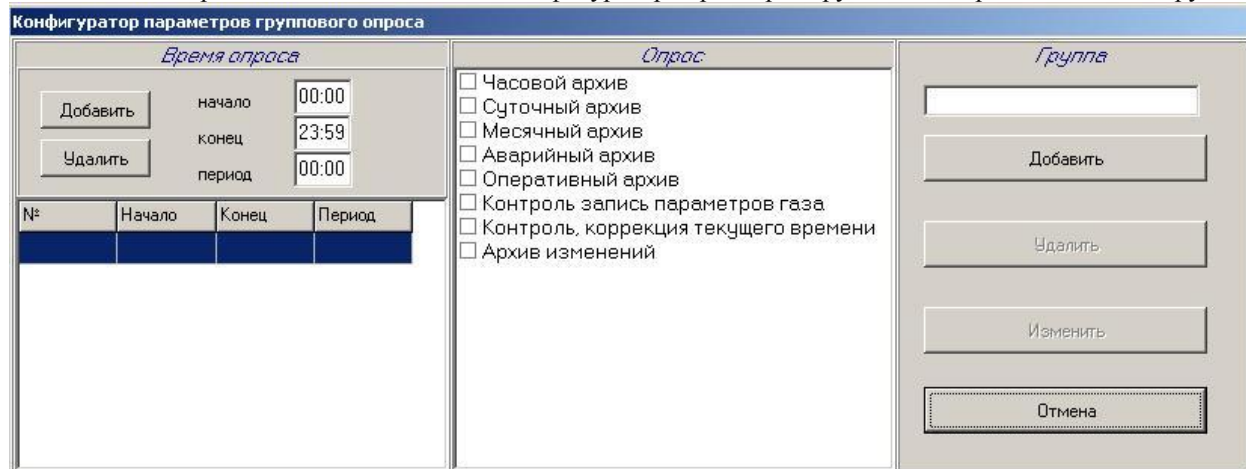 Конфигуратор параметров группового опроса
Время опроса
Добавить
начало
00:00
конец
23:59
Удалить
период
00:00
№ Начало Конец Период
Опрос
Часовой архив
Суточный архив
Месячный архив
Аварийный архив
Оперативный архив
Контроль запись параметров газа
Контроль, коррекция текущего времени
Архив изменений
Группа
Добавить
Удалить
Изменить
Отмена